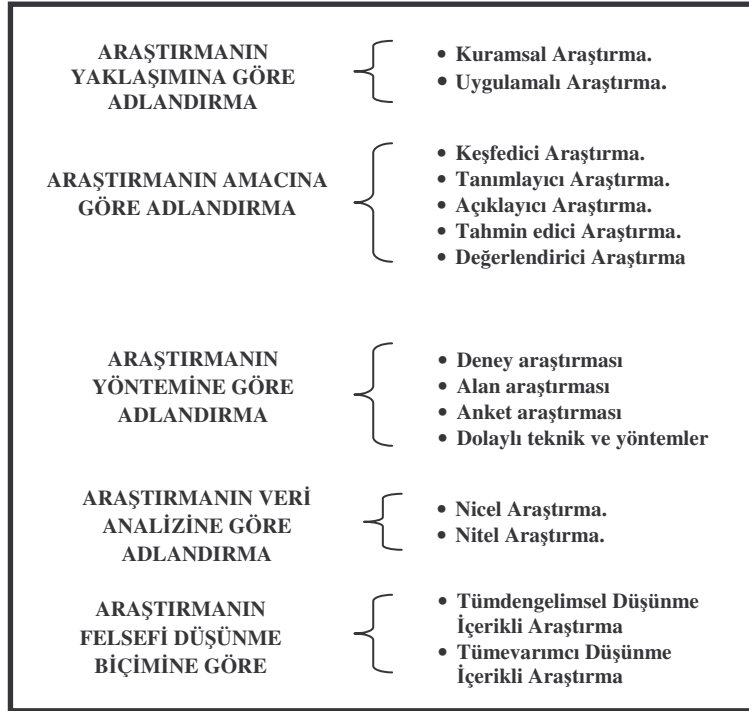 ARAŞTIRMANIN
YAKLAŞIMINA GÖRE
ADLANDIRMA
• Kuramsal Araştırma.
• Uygulamalı Araştırma.
ARAŞTIRMANIN AMACINA
GÖRE ADLANDIRMA
• Keşfedici Araştırma.
• Tanımlayıcı Araştırma.
• Açıklayıcı Araştırma.
• Tahmin edici Araştırma.
• Değerlendirici Araştırma
ARAŞTIRMANIN
YÖNTEMİNE GÖRE
ADLANDIRMA
• Deney araştırması
• Alan araştırması
• Anket araştırması
• Dolaylı teknik ve yöntemler
ARAŞTIRMANIN VERİ
ANALİZİNE GÖRE
ADLANDIRMA
• Nicel Araştırma.
• Nitel Araştırma.
ARAŞTIRMANIN
FELSEFİ DÜŞÜNME
BİÇİMİNE GÖRE
• Tümdengelimsel Düşünme
İçerikli Araştırma
• Tümevarımcı Düşünme
İçerikli Araştırma